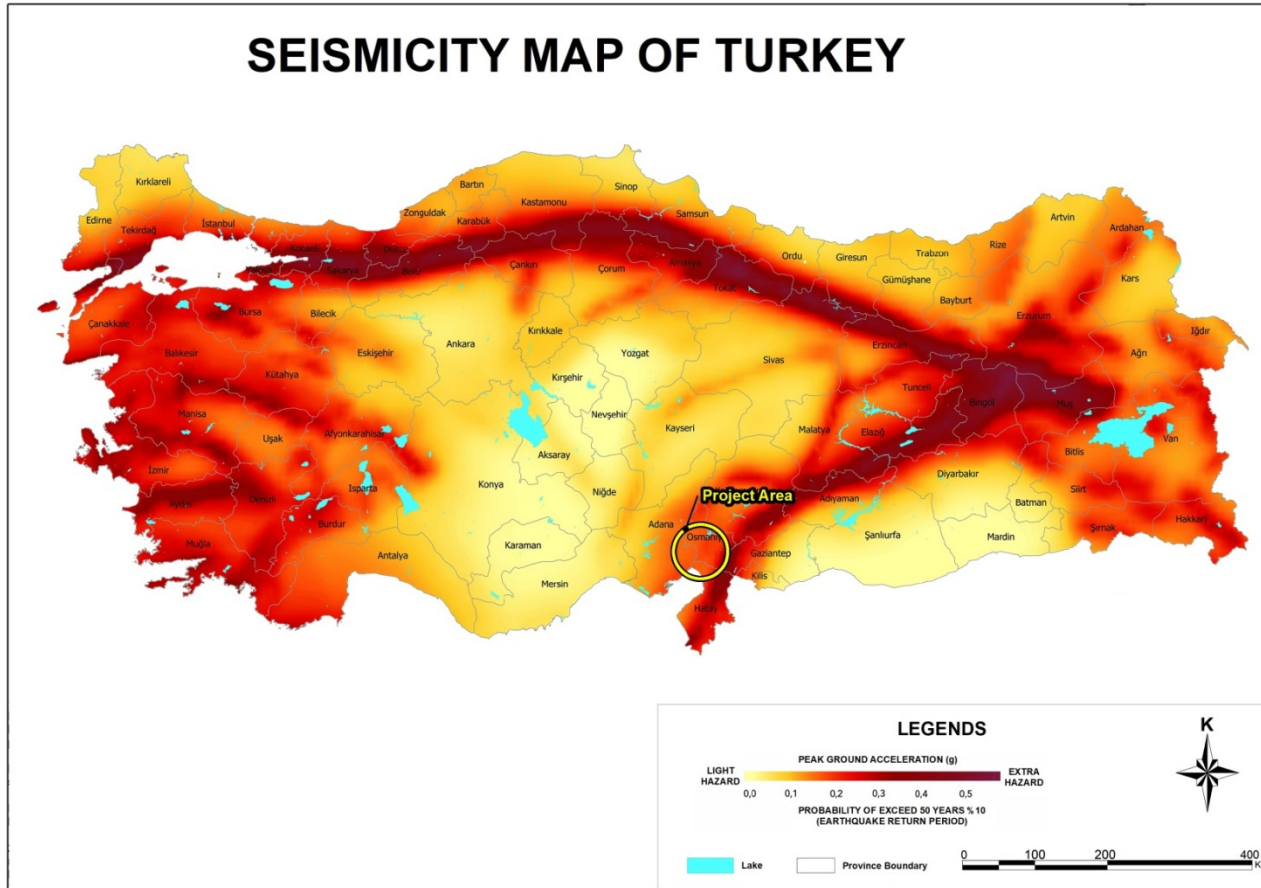 SEISMICITY MAP OF TURKEY
Kırklareli
Edirne
Tekirdağ
İstanbul
Kocaeli
Yalova
Sakarya
Düzce
Bolu
Zonguldak
Bartın
Karabük
Kastamonu
Sinop
Samsun
Çankırı
Çorum
Amasya
Tokat
Ordu
Giresun
Trabzon
Gümüşhane
Bayburt
Rize
Artvin
Ardahan
Kars
Erzurum
Iğdır
Ağrı
Erzincan
Çanakkale
Bursa
Bilecik
Balıkesir
Kütahya
Eskişehir
Ankara
Kırıkkale
Yozgat
Kırşehir
Nevşehir
Sivas
Kayseri
Tunceli
Bingöl
Muş
Elazığ
Malatya
Bitlis
Van
Manisa
Uşak
Afyonkarahisar
İzmir
Aydın
Denizli
Isparta
Burdur
Muğla
Antalya
Konya
Aksaray
Niğde
Karaman
Mersin
Adana
Project Area
Osmaniy
Adıyaman
Gaziantep
Kilis
Hatay
Şanlıurfa
Diyarbakır
Batman
Mardin
Siirt
Şırnak
Hakkari
LEGENDS
K
PEAK GROUND ACCELERATION (g)
LIGHT HAZARD
EXTRA HAZARD
0,0 0,1 0,2 0,3 0,4 0,5
PROBABILITY OF EXCEED 50 YEARS %10
(EARTHQUAKE RETURN PERIOD)
Lake
Province Boundary
0 100 200 400
K